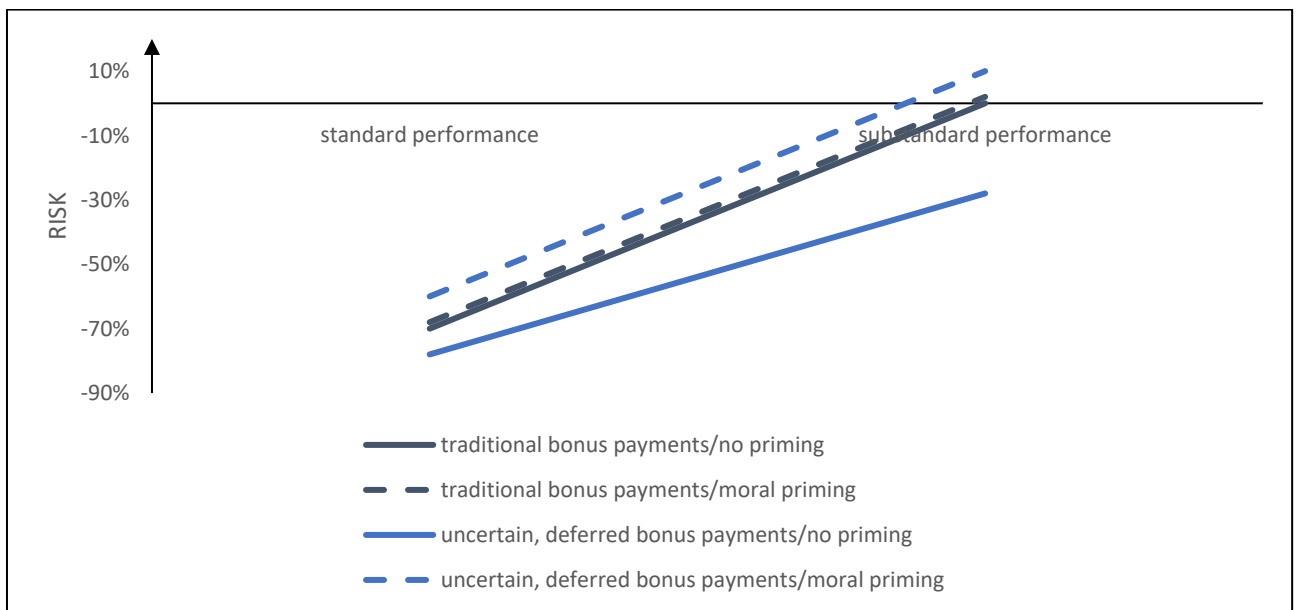 10%
-10%
-30%
-50%
-70%
-90%
RISK
standard performance
substandard performance
traditional bonus payments/no priming
traditional bonus payments/moral priming
uncertain, deferred bonus payments/no priming
uncertain, deferred bonus payments/moral priming